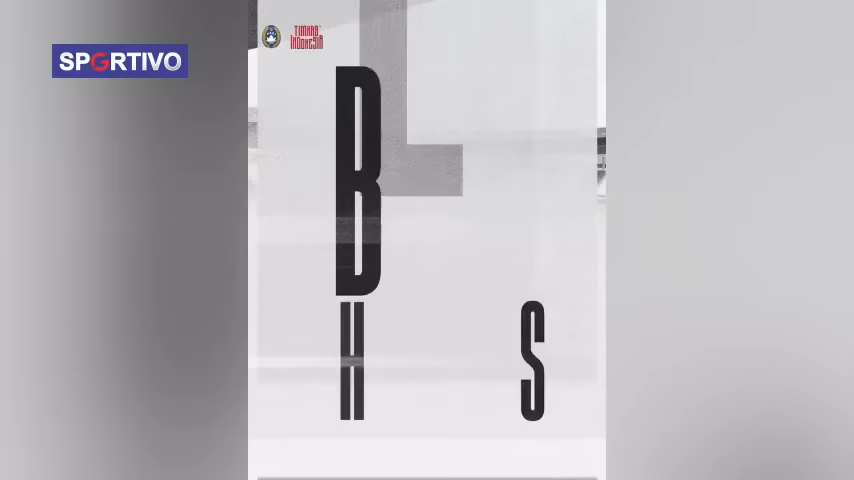 SPORTIVO
TIMNAS
INDONESIA
B
H S